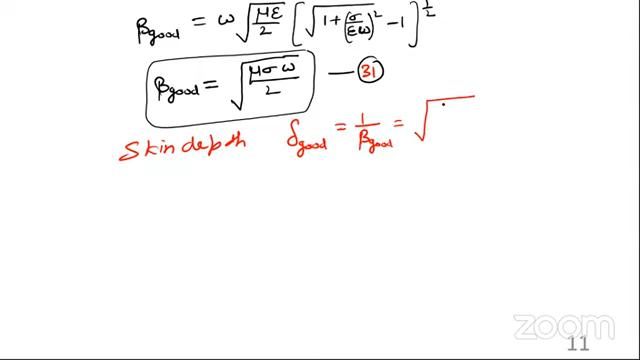 βgood = ω √(με/2) [√(1+(σ/εω)²) -1]^½
βgood = √(μσω/2) — 31
Skin depth δgood = 1/βgood = √
zoom
11